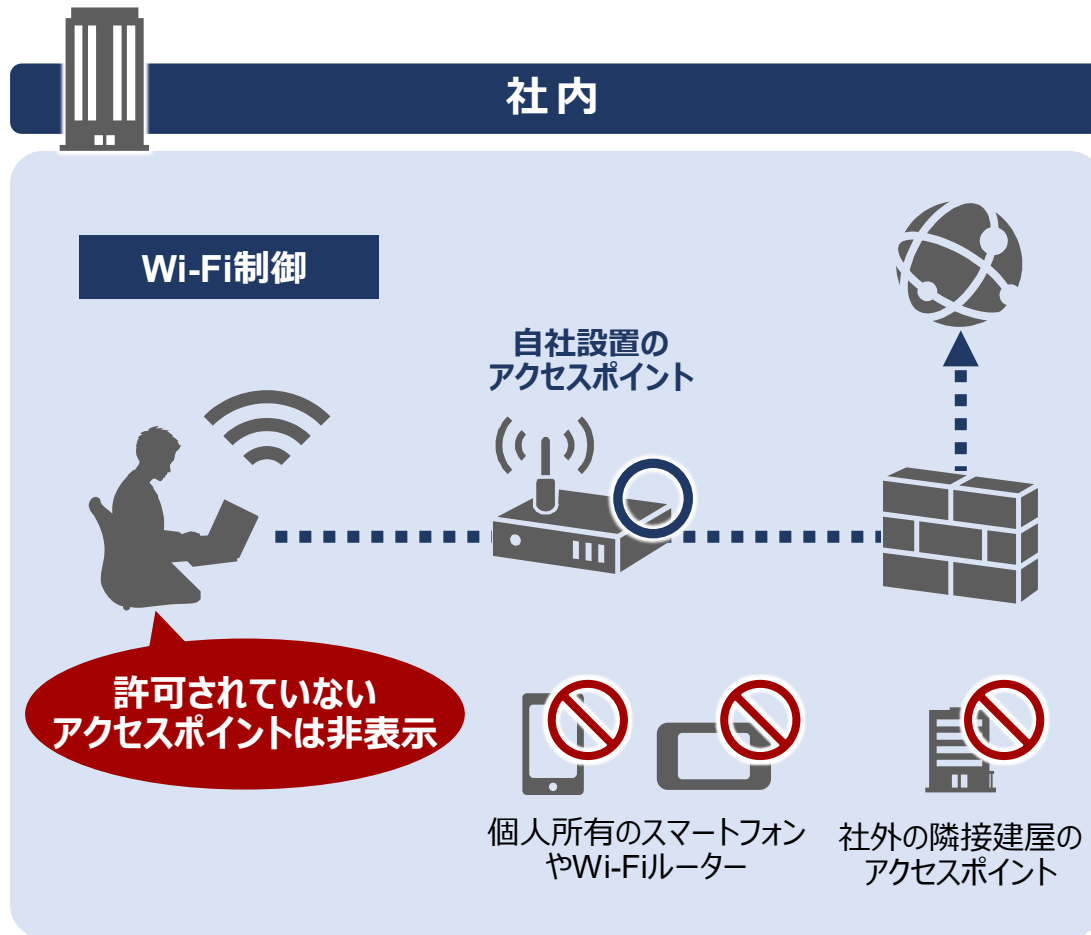 社内
Wi-Fi制御
自社設置の
アクセスポイント
許可されていない
アクセスポイントは非表示
個人所有のスマートフォン
やWi-Fiルーター
社外の隣接建屋の
アクセスポイント